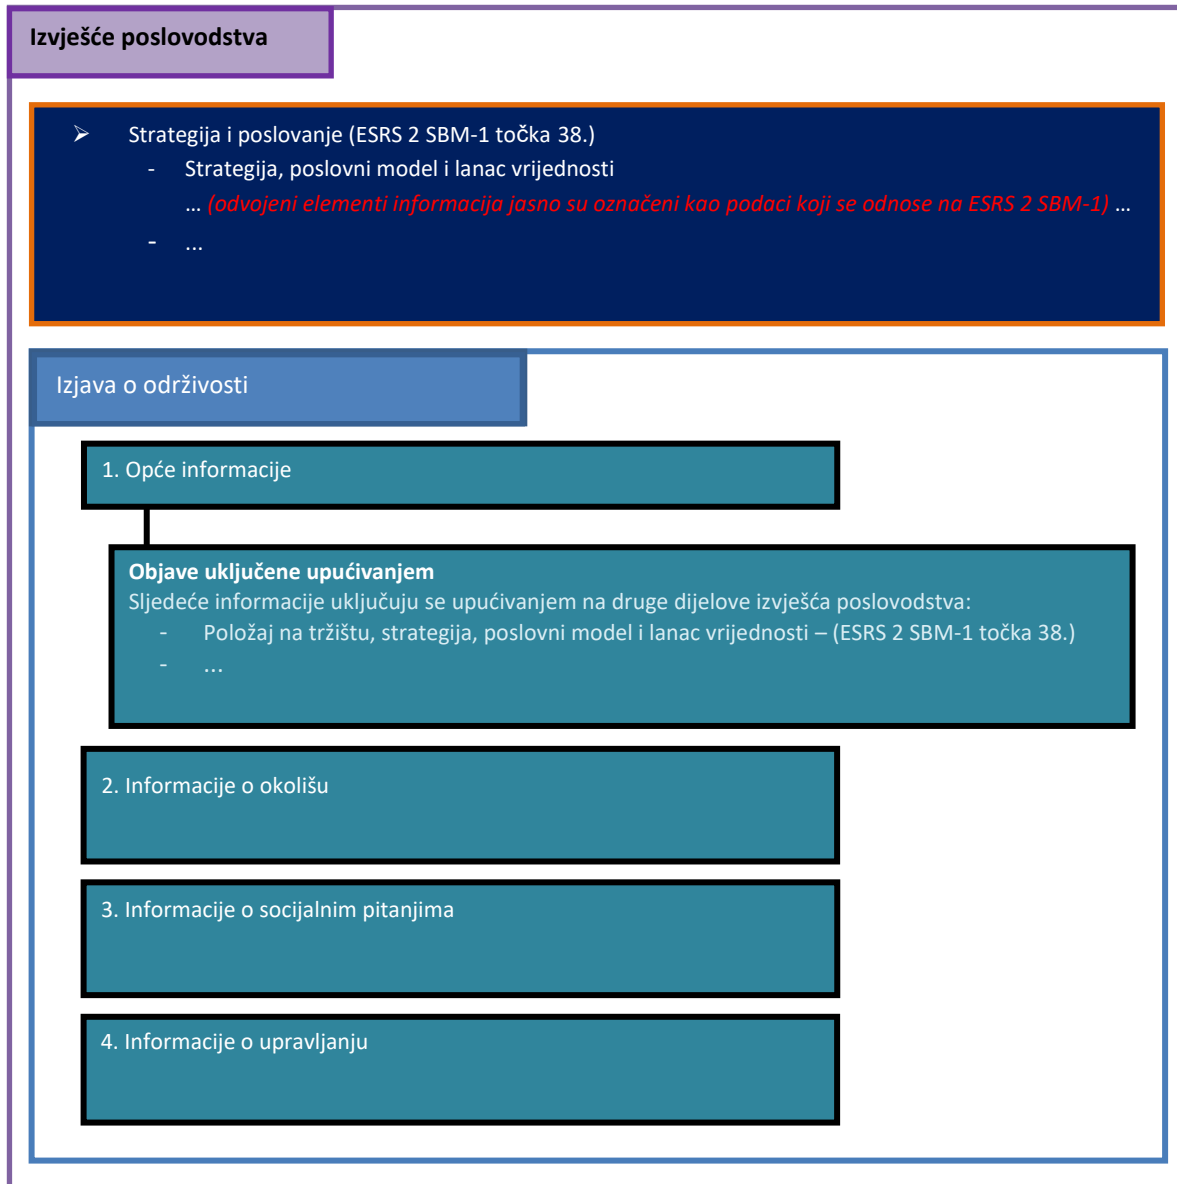 Izvješće poslovodstva
➢ Strategija i poslovanje (ESRS 2 SBM-1 točka 38.)
- Strategija, poslovni model i lanac vrijednosti
… (odvojeni elementi informacija jasno su označeni kao podaci koji se odnose na ESRS 2 SBM-1) …
- ...
Izjava o održivosti
1. Opće informacije
Objave uključene upućivanjem
Sljedeće informacije uključuju se upućivanjem na druge dijelove izvješća poslovodstva:
- Položaj na tržištu, strategija, poslovni model i lanac vrijednosti – (ESRS 2 SBM-1 točka 38.)
- ...
2. Informacije o okolišu
3. Informacije o socijalnim pitanjima
4. Informacije o upravljanju